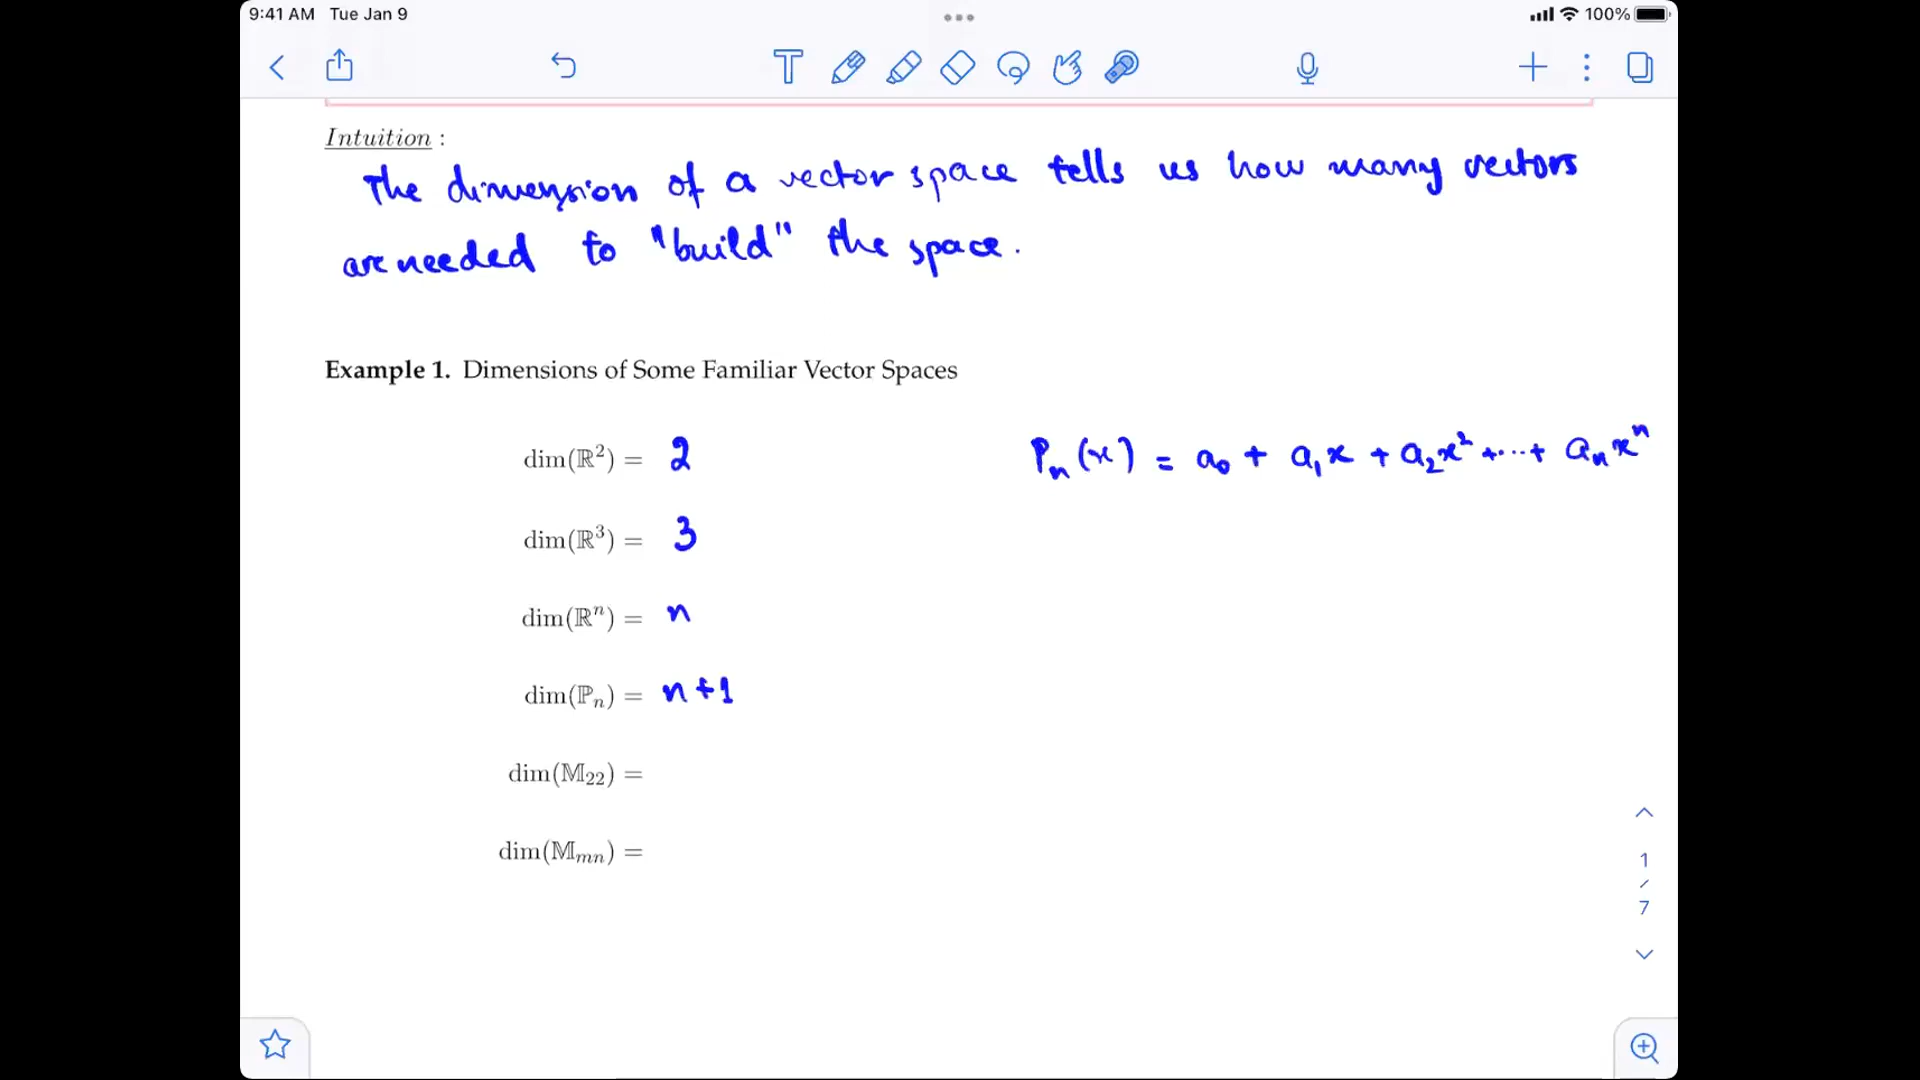 9:41 AM Tue Jan 9
100%
Intuition :
The dimension of a vector space tells us how many vectors
are needed to "build" the space.
Example 1. Dimensions of Some Familiar Vector Spaces
dim(ℝ²) = 2
Pₙ(x) = a₀ + a₁x + a₂x² + ... + aₙxⁿ
dim(ℝ³) = 3
dim(ℝⁿ) = n
dim(ℙₙ) = n+1
dim(𝕄₂₂) =
dim(𝕄ₘₙ) =
1
/
7